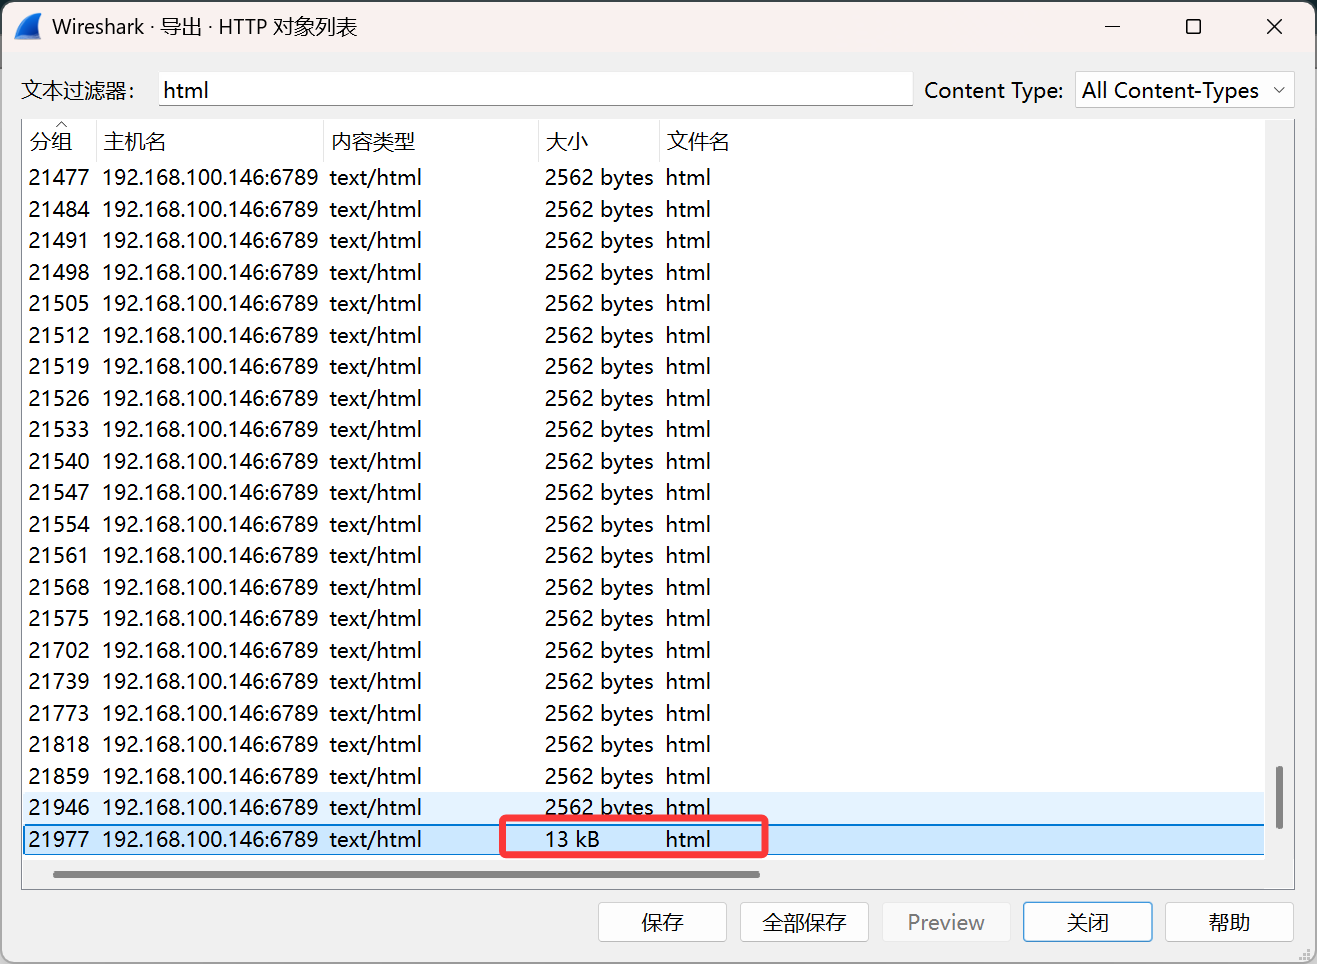 Wireshark · 导出 · HTTP 对象列表
文本过滤器： html Content Type: All Content-Types
分组 主机名 内容类型 大小 文件名
21477 192.168.100.146:6789 text/html 2562 bytes html
21484 192.168.100.146:6789 text/html 2562 bytes html
21491 192.168.100.146:6789 text/html 2562 bytes html
21498 192.168.100.146:6789 text/html 2562 bytes html
21505 192.168.100.146:6789 text/html 2562 bytes html
21512 192.168.100.146:6789 text/html 2562 bytes html
21519 192.168.100.146:6789 text/html 2562 bytes html
21526 192.168.100.146:6789 text/html 2562 bytes html
21533 192.168.100.146:6789 text/html 2562 bytes html
21540 192.168.100.146:6789 text/html 2562 bytes html
21547 192.168.100.146:6789 text/html 2562 bytes html
21554 192.168.100.146:6789 text/html 2562 bytes html
21561 192.168.100.146:6789 text/html 2562 bytes html
21568 192.168.100.146:6789 text/html 2562 bytes html
21575 192.168.100.146:6789 text/html 2562 bytes html
21702 192.168.100.146:6789 text/html 2562 bytes html
21739 192.168.100.146:6789 text/html 2562 bytes html
21773 192.168.100.146:6789 text/html 2562 bytes html
21818 192.168.100.146:6789 text/html 2562 bytes html
21859 192.168.100.146:6789 text/html 2562 bytes html
21946 192.168.100.146:6789 text/html 2562 bytes html
21977 192.168.100.146:6789 text/html 13 kB html
保存 全部保存 Preview 关闭 帮助